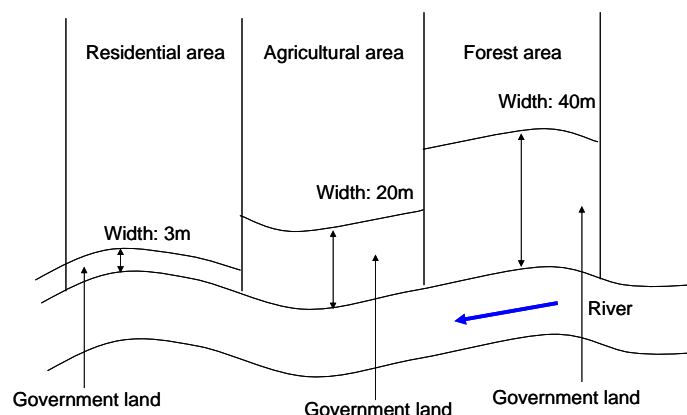 Residential area
Agricultural area
Forest area
Width: 40m
Width: 20m
Width: 3m
River
Government land
Government land
Government land